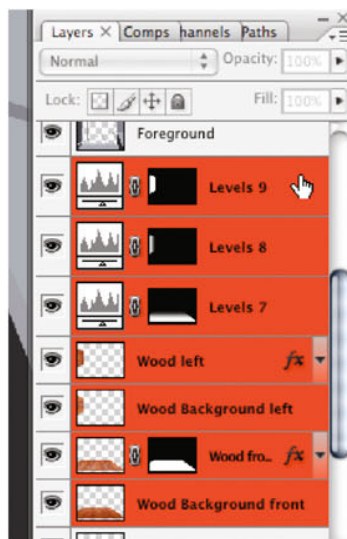 Layers × Comps hannels Paths
Normal Opacity: 100%
Lock: Fill: 100%
Foreground
Levels 9
Levels 8
Levels 7
Wood left fx
Wood Background left
Wood fro... fx
Wood Background front